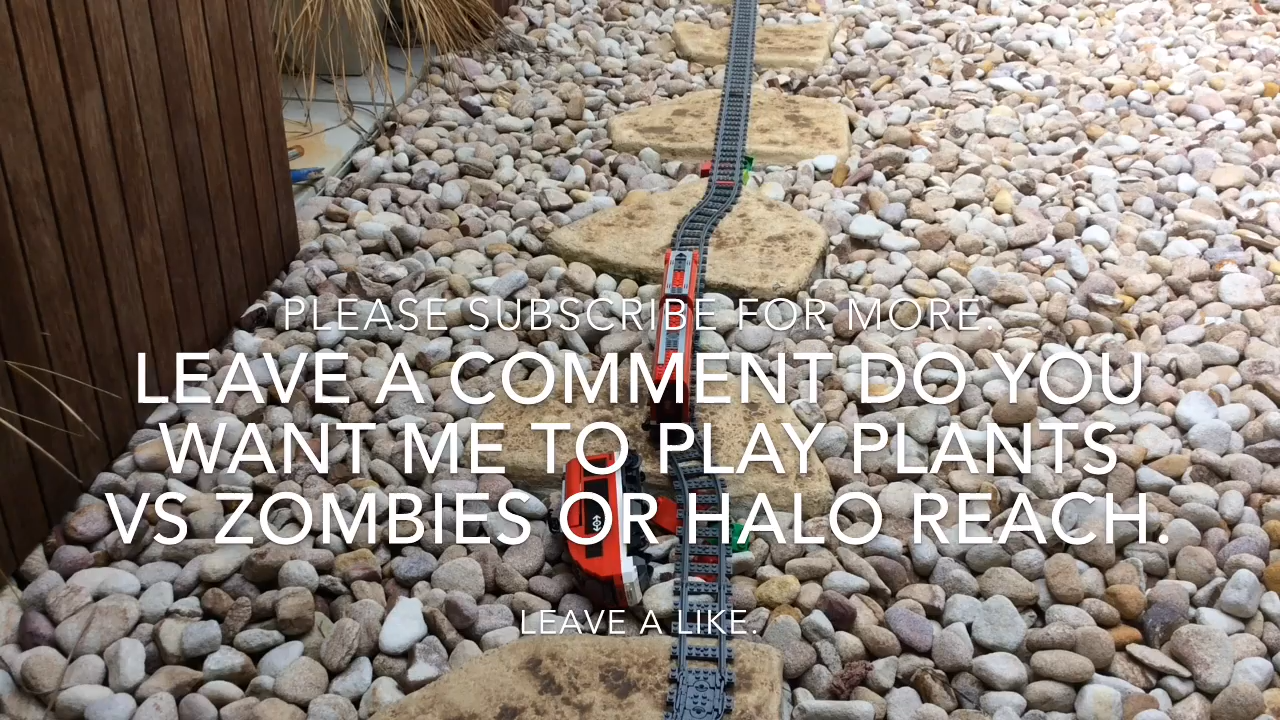 PLEASE SUBSCRIBE FOR MORE.
LEAVE A COMMENT DO YOU
WANT ME TO PLAY PLANTS
VS ZOMBIES OR HALO REACH.
LEAVE A LIKE.